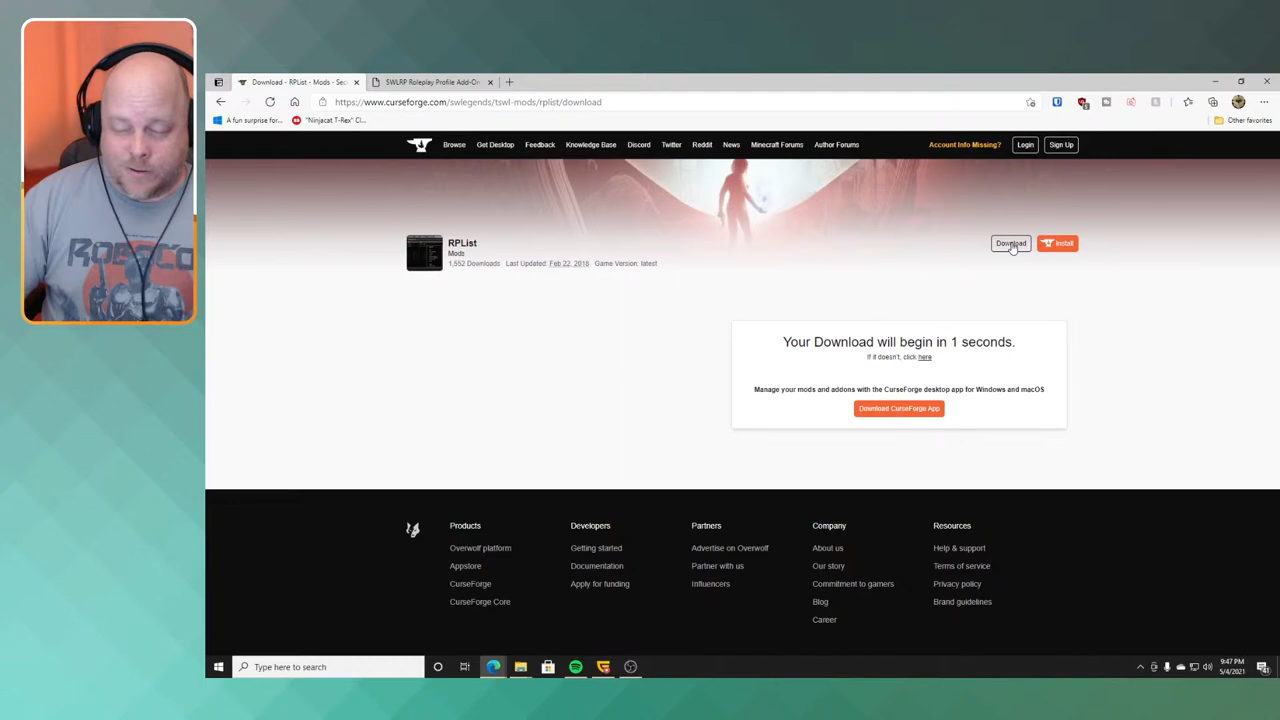 Download - RPList - Mods - Sec
SWLRP Roleplay Profile Add-On
https://www.curseforge.com/swlegends/tswl-mods/rplist/download
A fun surprise for...
"Ninjacat T-Rex" Cl...
Other favorites
Browse
Get Desktop
Feedback
Knowledge Base
Discord
Twitter
Reddit
News
Minecraft Forums
Author Forums
Account Info Missing?
Login
Sign Up
RPList
Mods
1,552 Downloads Last Updated: Feb 22, 2018 Game Version: latest
Download
Install
Your Download will begin in 1 seconds.
If it doesn't, click here
Manage your mods and addons with the CurseForge desktop app for Windows and macOS
Download CurseForge App
Products
Overwolf platform
Appstore
CurseForge
CurseForge Core
Developers
Getting started
Documentation
Apply for funding
Partners
Advertise on Overwolf
Partner with us
Influencers
Company
About us
Our story
Commitment to gamers
Blog
Career
Resources
Help & support
Terms of service
Privacy policy
Brand guidelines
Type here to search
9:47 PM
5/4/2021